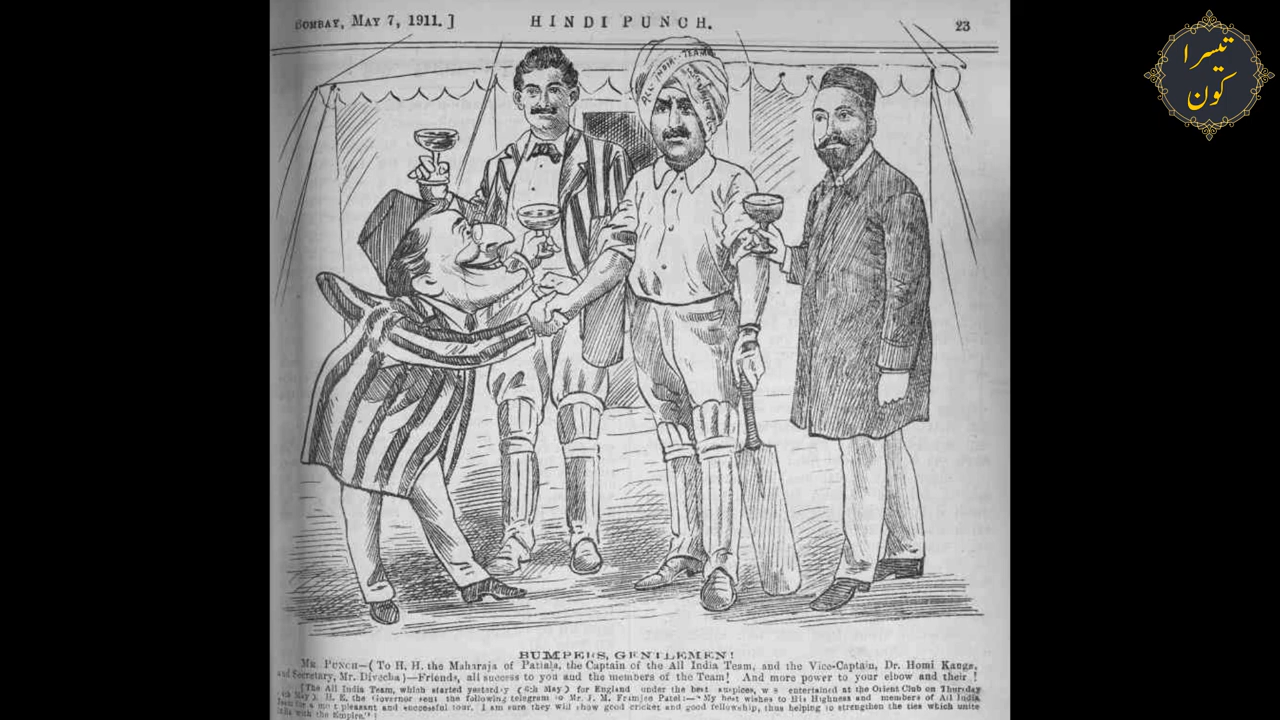 BOMBAY, MAY 7, 1911.] HINDI PUNCH. 23
تیسرا
کون
ALL INDIA TEAM
BUMPERS, GENTLEMEN!
MR. PUNCH—(To H. H. the Maharaja of Patiala, the Captain of the All India Team, and the Vice-Captain, Dr. Homi Kanga,
and Secretary, Mr. Divecha)—Friends, all success to you and the members of the Team! And more power to your elbow and their!
[The All India Team, which started yesterday (6th May) for England under the best auspices, was entertained at the Orient Club on Thursday
May). H. E. the Governor sent the following telegram to Mr. J. M. Framjee Patel:—"My best wishes to His Highness and members of All India
Team for a most pleasant and successful tour. I am sure they will show good cricket and good fellowship, thus helping to strengthen the ties which unite
India with the Empire."]